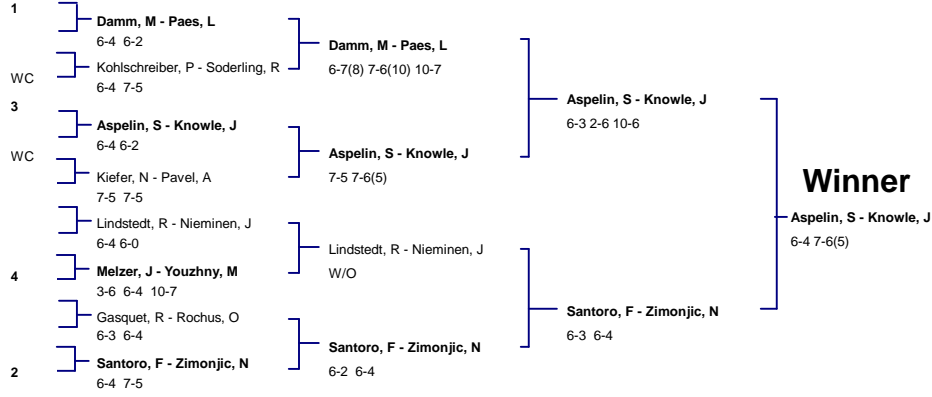 1
Damm, M - Paes, L
6-4 6-2
WC
Kohlschreiber, P - Soderling, R
6-4 7-5
3
Aspelin, S - Knowle, J
6-4 6-2
WC
Kiefer, N - Pavel, A
7-5 7-5
Lindstedt, R - Nieminen, J
6-4 6-0
4
Melzer, J - Youzhny, M
3-6 6-4 10-7
Gasquet, R - Rochus, O
6-3 6-4
2
Santoro, F - Zimonjic, N
6-4 7-5
Damm, M - Paes, L
6-7(8) 7-6(10) 10-7
Aspelin, S - Knowle, J
7-5 7-6(5)
Lindstedt, R - Nieminen, J
W/O
Santoro, F - Zimonjic, N
6-2 6-4
Aspelin, S - Knowle, J
6-3 2-6 10-6
Santoro, F - Zimonjic, N
6-3 6-4
Winner
Aspelin, S - Knowle, J
6-4 7-6(5)